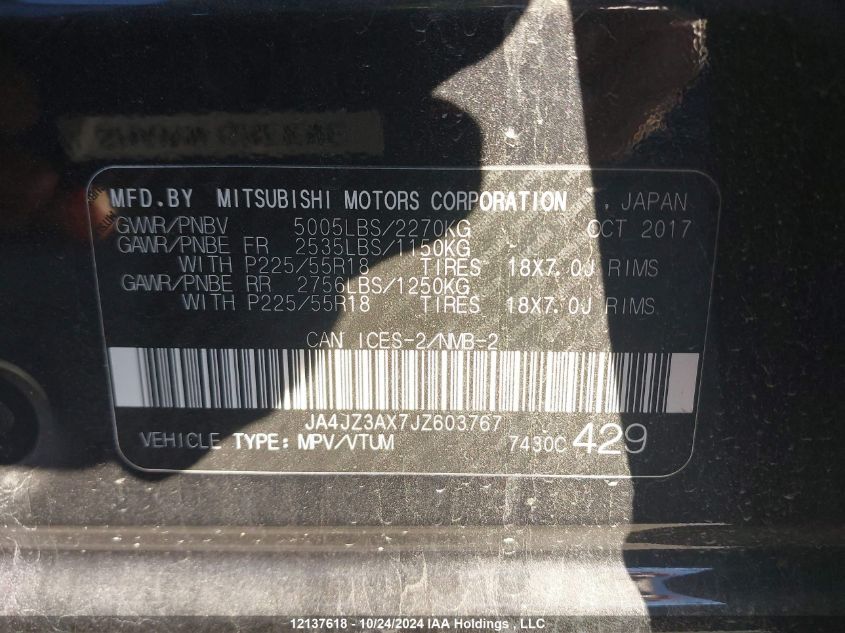 MFD.BY MITSUBISHI MOTORS CORPORATION , JAPAN
GVWR/PNBV 5005LBS/2270KG OCT 2017
GAWR/PNBE FR 2535LBS/1150KG
WITH P225/55R18 TIRES 18X7.0J RIMS
GAWR/PNBE RR 2756LBS/1250KG
WITH P225/55R18 TIRES 18X7.0J RIMS
CAN ICES-2/NMB-2
JA4JZ3AX7JZ603767
VEHICLE TYPE: MPV/VTUM 7430C 429
12137618 - 10/24/2024 IAA Holdings , LLC